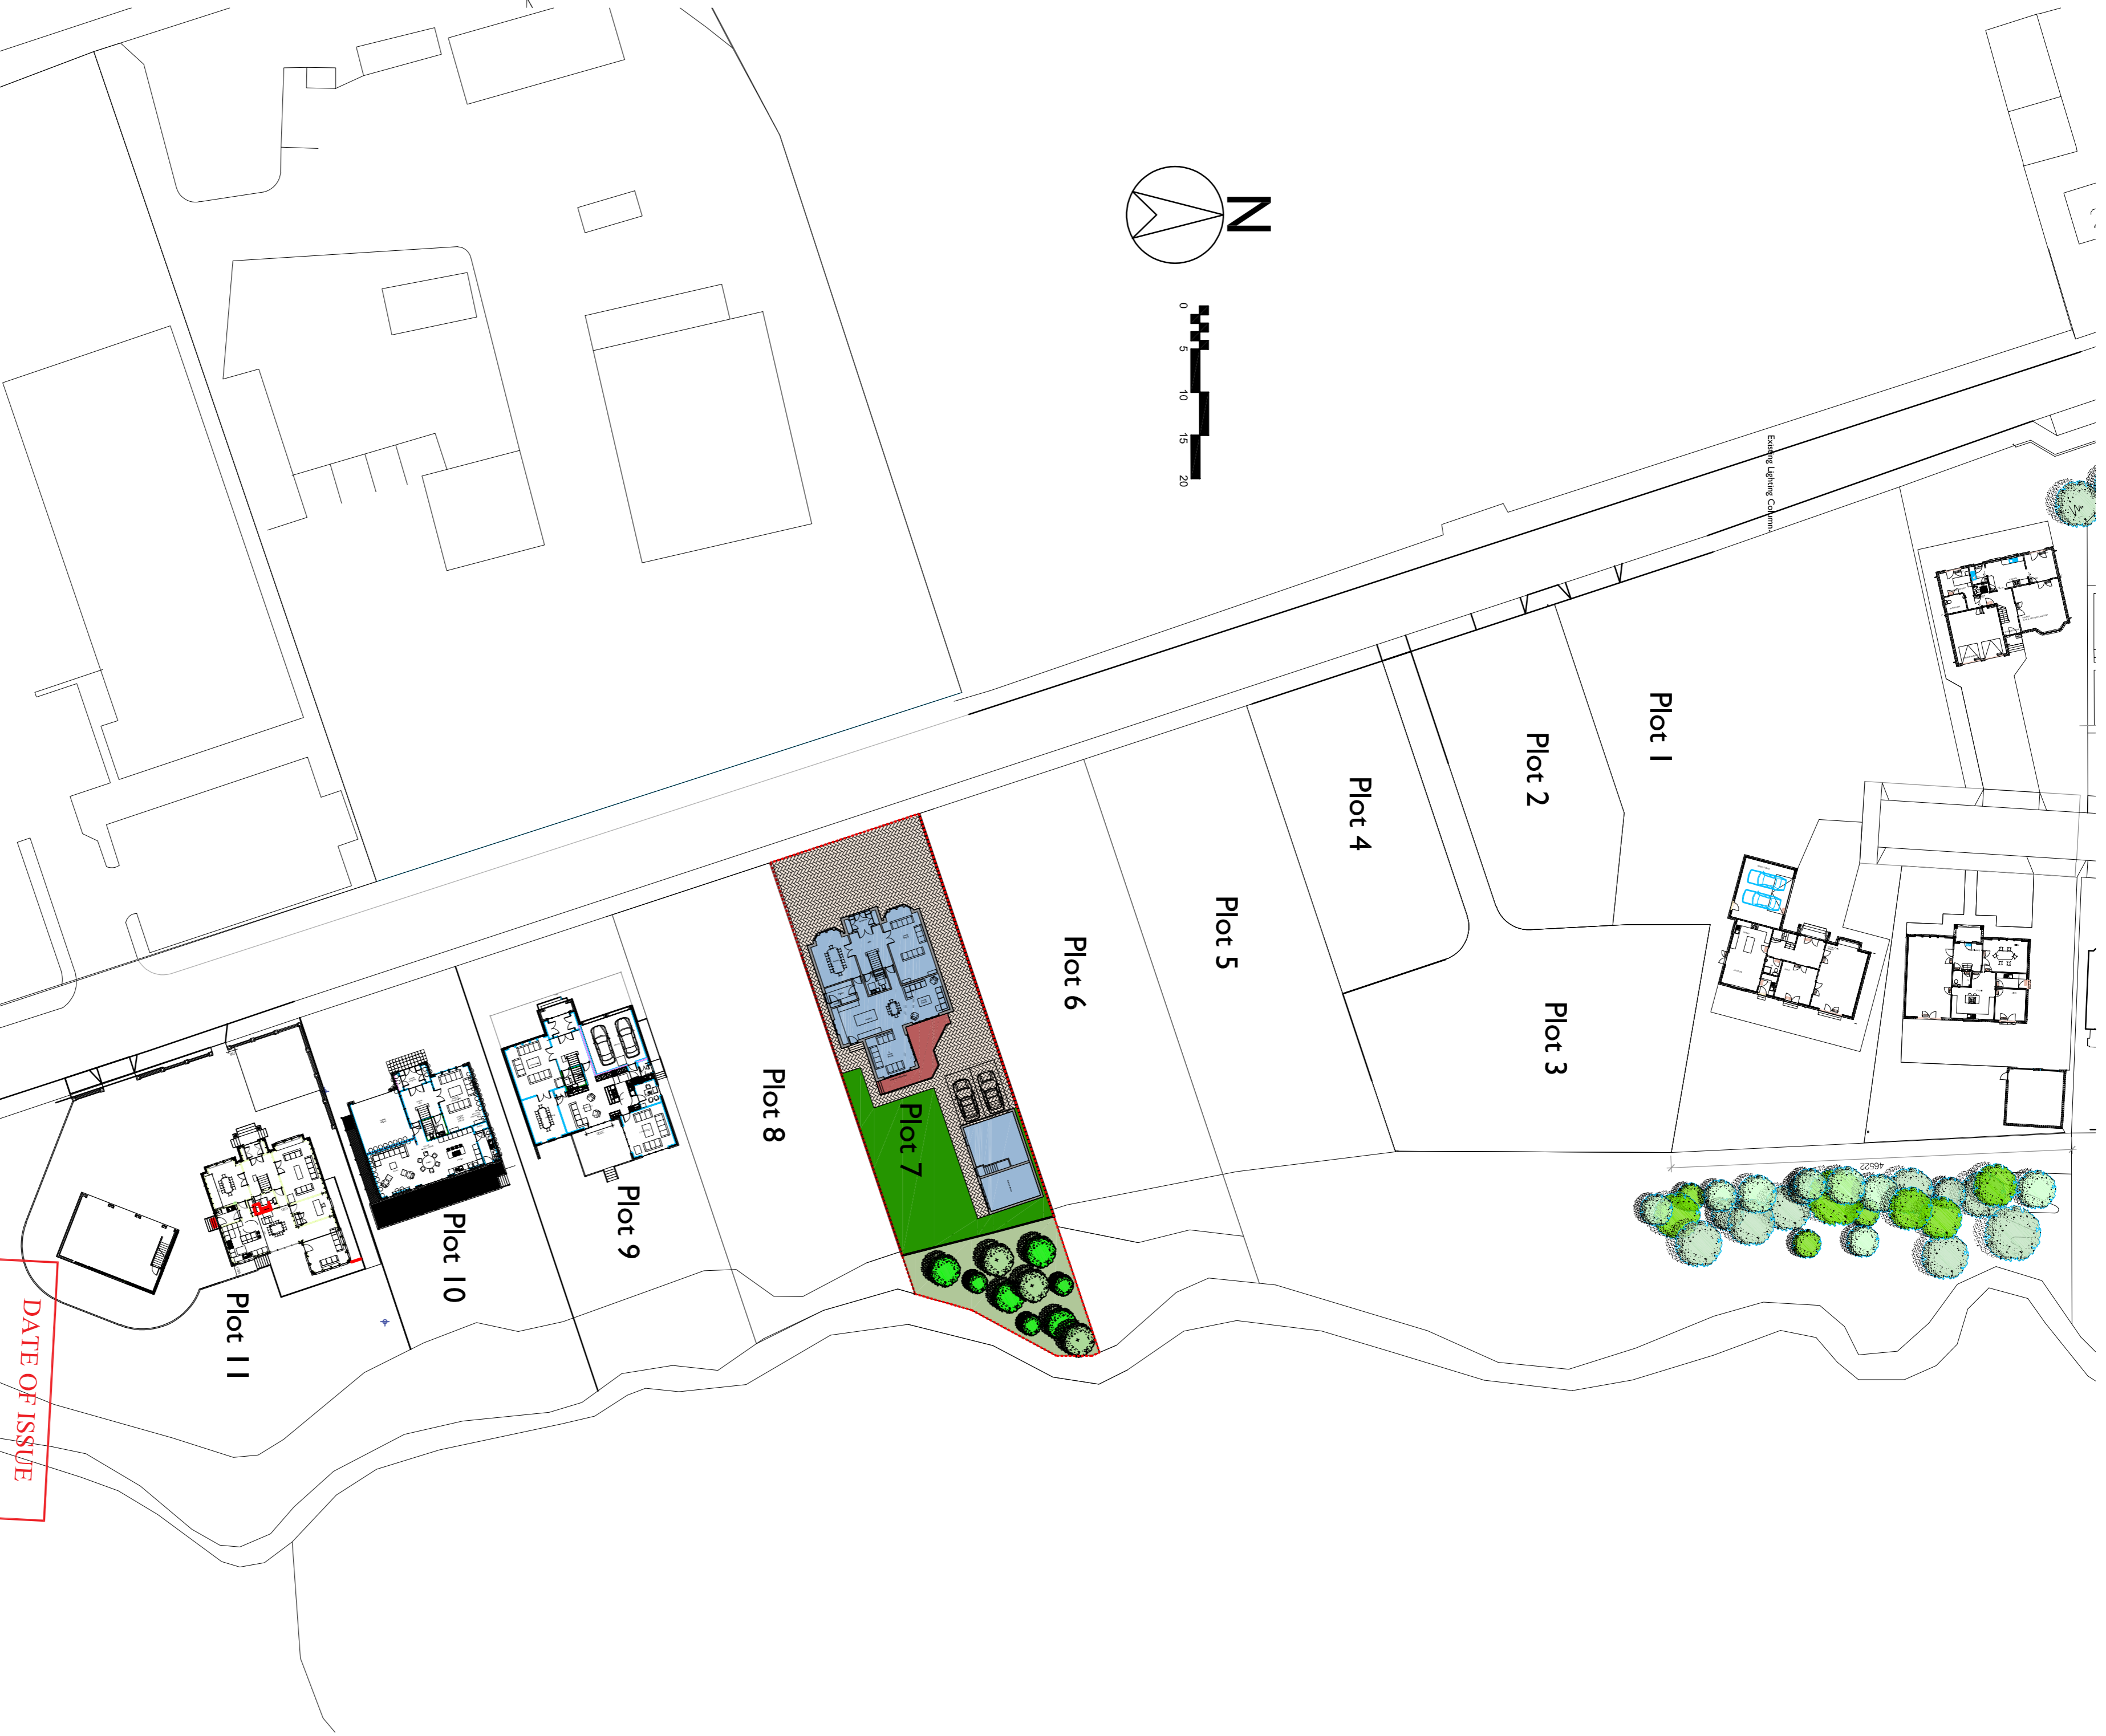 N
0
5
10
15
20
Existing Lighting Column.
Plot 1
Plot 2
Plot 3
Plot 4
Plot 5
Plot 6
Plot 7
Plot 8
Plot 9
Plot 10
Plot 11
46522
DATE OF ISSUE